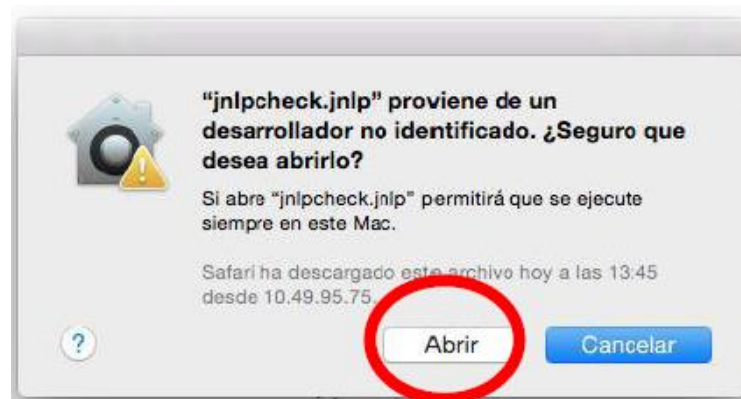 “jnlpcheck.jnlp” proviene de un
desarrollador no identificado. ¿Seguro que
desea abrirlo?
Si abre “jnlpcheck.jnlp” permitirá que se ejecute
siempre en este Mac.
Safari ha descargado este archivo hoy a las 13:45
desde 10.49.95.75.
?
Abrir
Cancelar